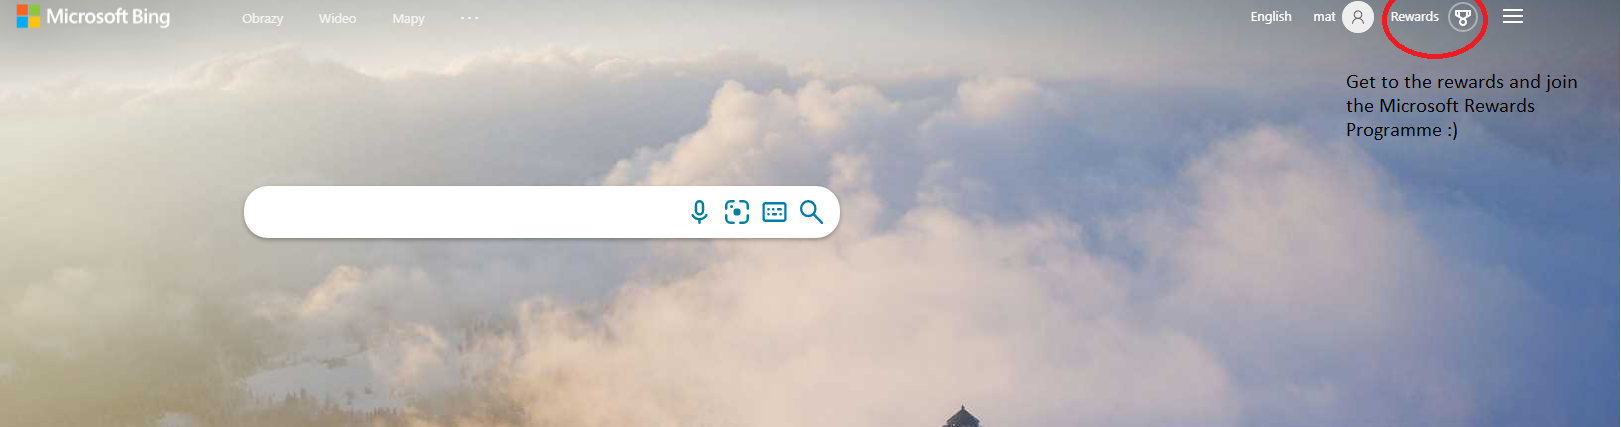 Microsoft Bing
Obrazy Wideo Mapy ...
English mat Rewards
Get to the rewards and join
the Microsoft Rewards
Programme :)